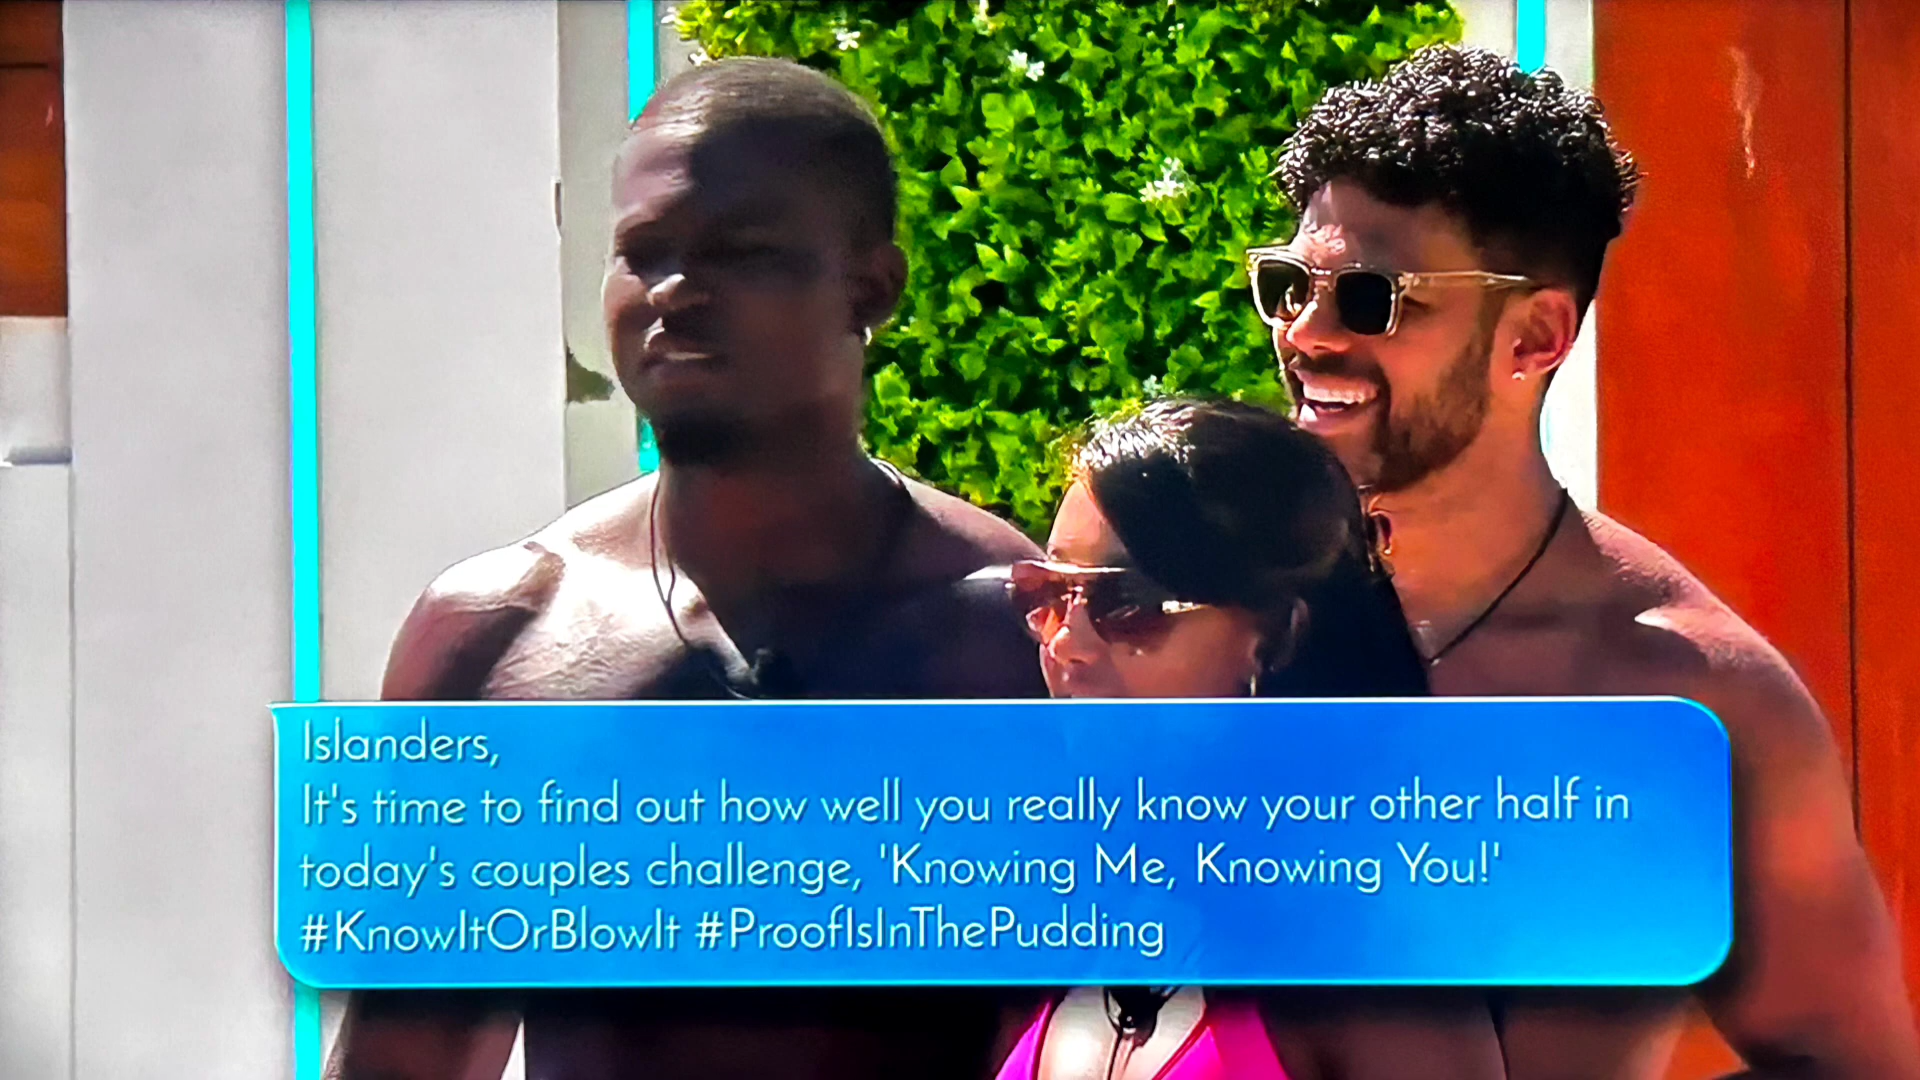 Islanders,
It's time to find out how well you really know your other half in
today's couples challenge, 'Knowing Me, Knowing You!'
#KnowItOrBlowIt #ProofIsInThePudding